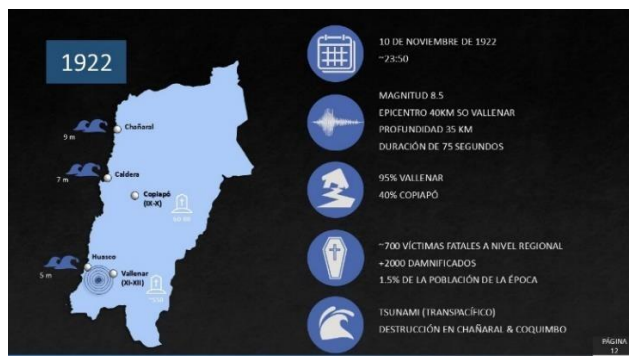 1922
9 m
Chañaral
7 m
Caldera
Copiapó
(IX-X)
5 m
Huasco
Vallenar
(XI-XII)
10 DE NOVIEMBRE DE 1922
~23:50
MAGNITUD 8.5
EPICENTRO 40KM SO VALLENAR
PROFUNDIDAD 35 KM
DURACIÓN DE 75 SEGUNDOS
95% VALLENAR
40% COPIAPÓ
~700 VÍCTIMAS FATALES A NIVEL REGIONAL
+2000 DAMNIFICADOS
1.5% DE LA POBLACIÓN DE LA ÉPOCA
TSUNAMI (TRANSPACÍFICO)
DESTRUCCIÓN EN CHAÑARAL & COQUIMBO
PÁGINA
12